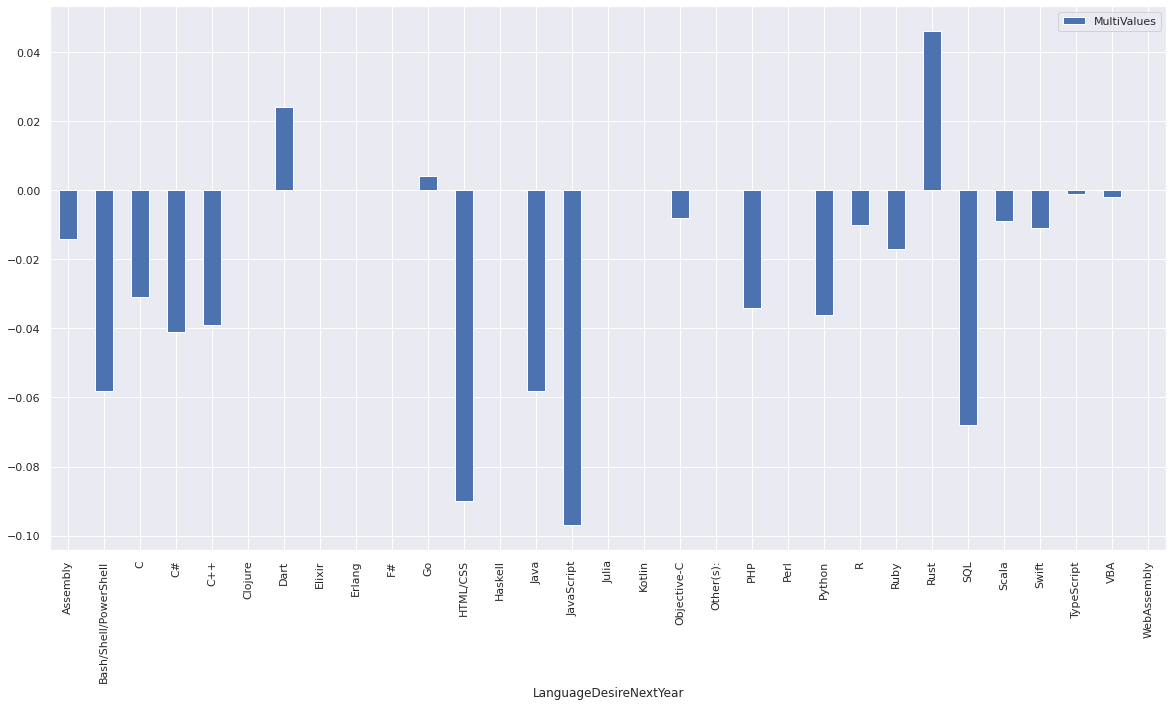 MultiValues
0.04
0.02
0.00
−0.02
−0.04
−0.06
−0.08
−0.10
Assembly
Bash/Shell/PowerShell
C
C#
C++
Clojure
Dart
Elixir
Erlang
F#
Go
HTML/CSS
Haskell
Java
JavaScript
Julia
Kotlin
Objective-C
Other(s):
PHP
Perl
Python
R
Ruby
Rust
SQL
Scala
Swift
TypeScript
VBA
WebAssembly
LanguageDesireNextYear